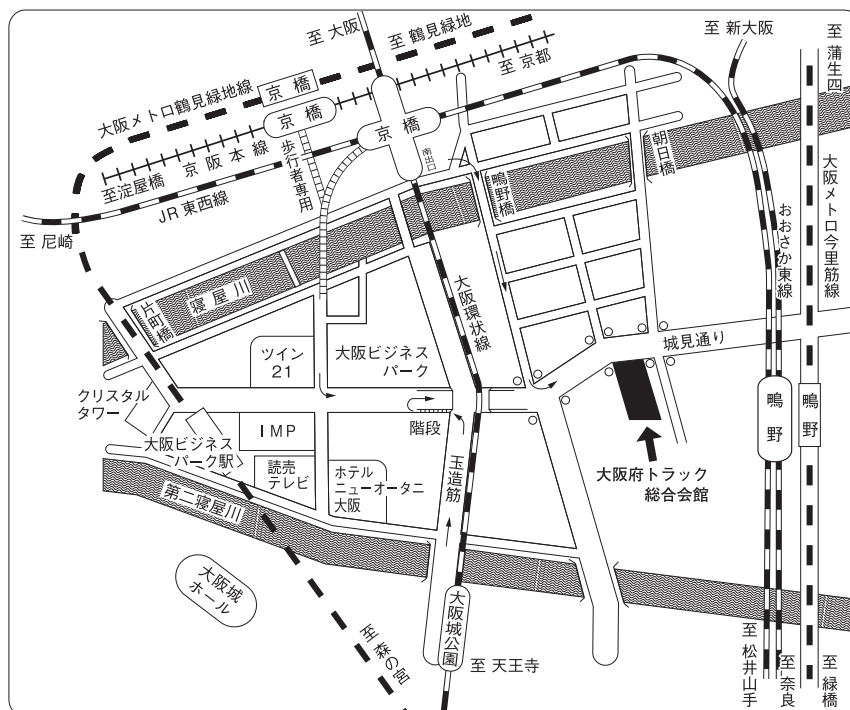 至 大阪
至 鶴見緑地
至 新大阪
至 蒲生四
大阪メトロ鶴見緑地線
京橋
至 京都
京橋
京橋
京阪本線
至 淀屋橋
歩行者専用
南出口
JR東西線
至 尼崎
鴫野橋
朝日橋
おおさか東線
大阪メトロ今里筋線
片町橋
寝屋川
大阪環状線
城見通り
ツイン
21
大阪ビジネス
パーク
クリスタル
タワー
IMP
階段
鴫野
鴫野
大阪ビジネス
パーク駅
読売
テレビ
ホテル
ニューオータニ
大阪
玉造筋
大阪府トラック
総合会館
第二寝屋川
大阪城
ホール
大阪城公園
至 森の宮
至 天王寺
至 松井山手
至 奈良
至 緑橋